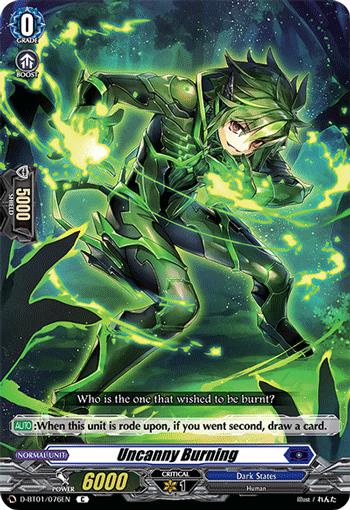 0
GRADE
BOOST
5000
SHIELD
Who is the one that wished to be burnt?
AUTO:When this unit is rode upon, if you went second, draw a card.
NORMAL UNIT
Uncanny Burning
POWER 6000
CRITICAL
1
Dark States
Human
D-BT01/076EN C
illust / れんた